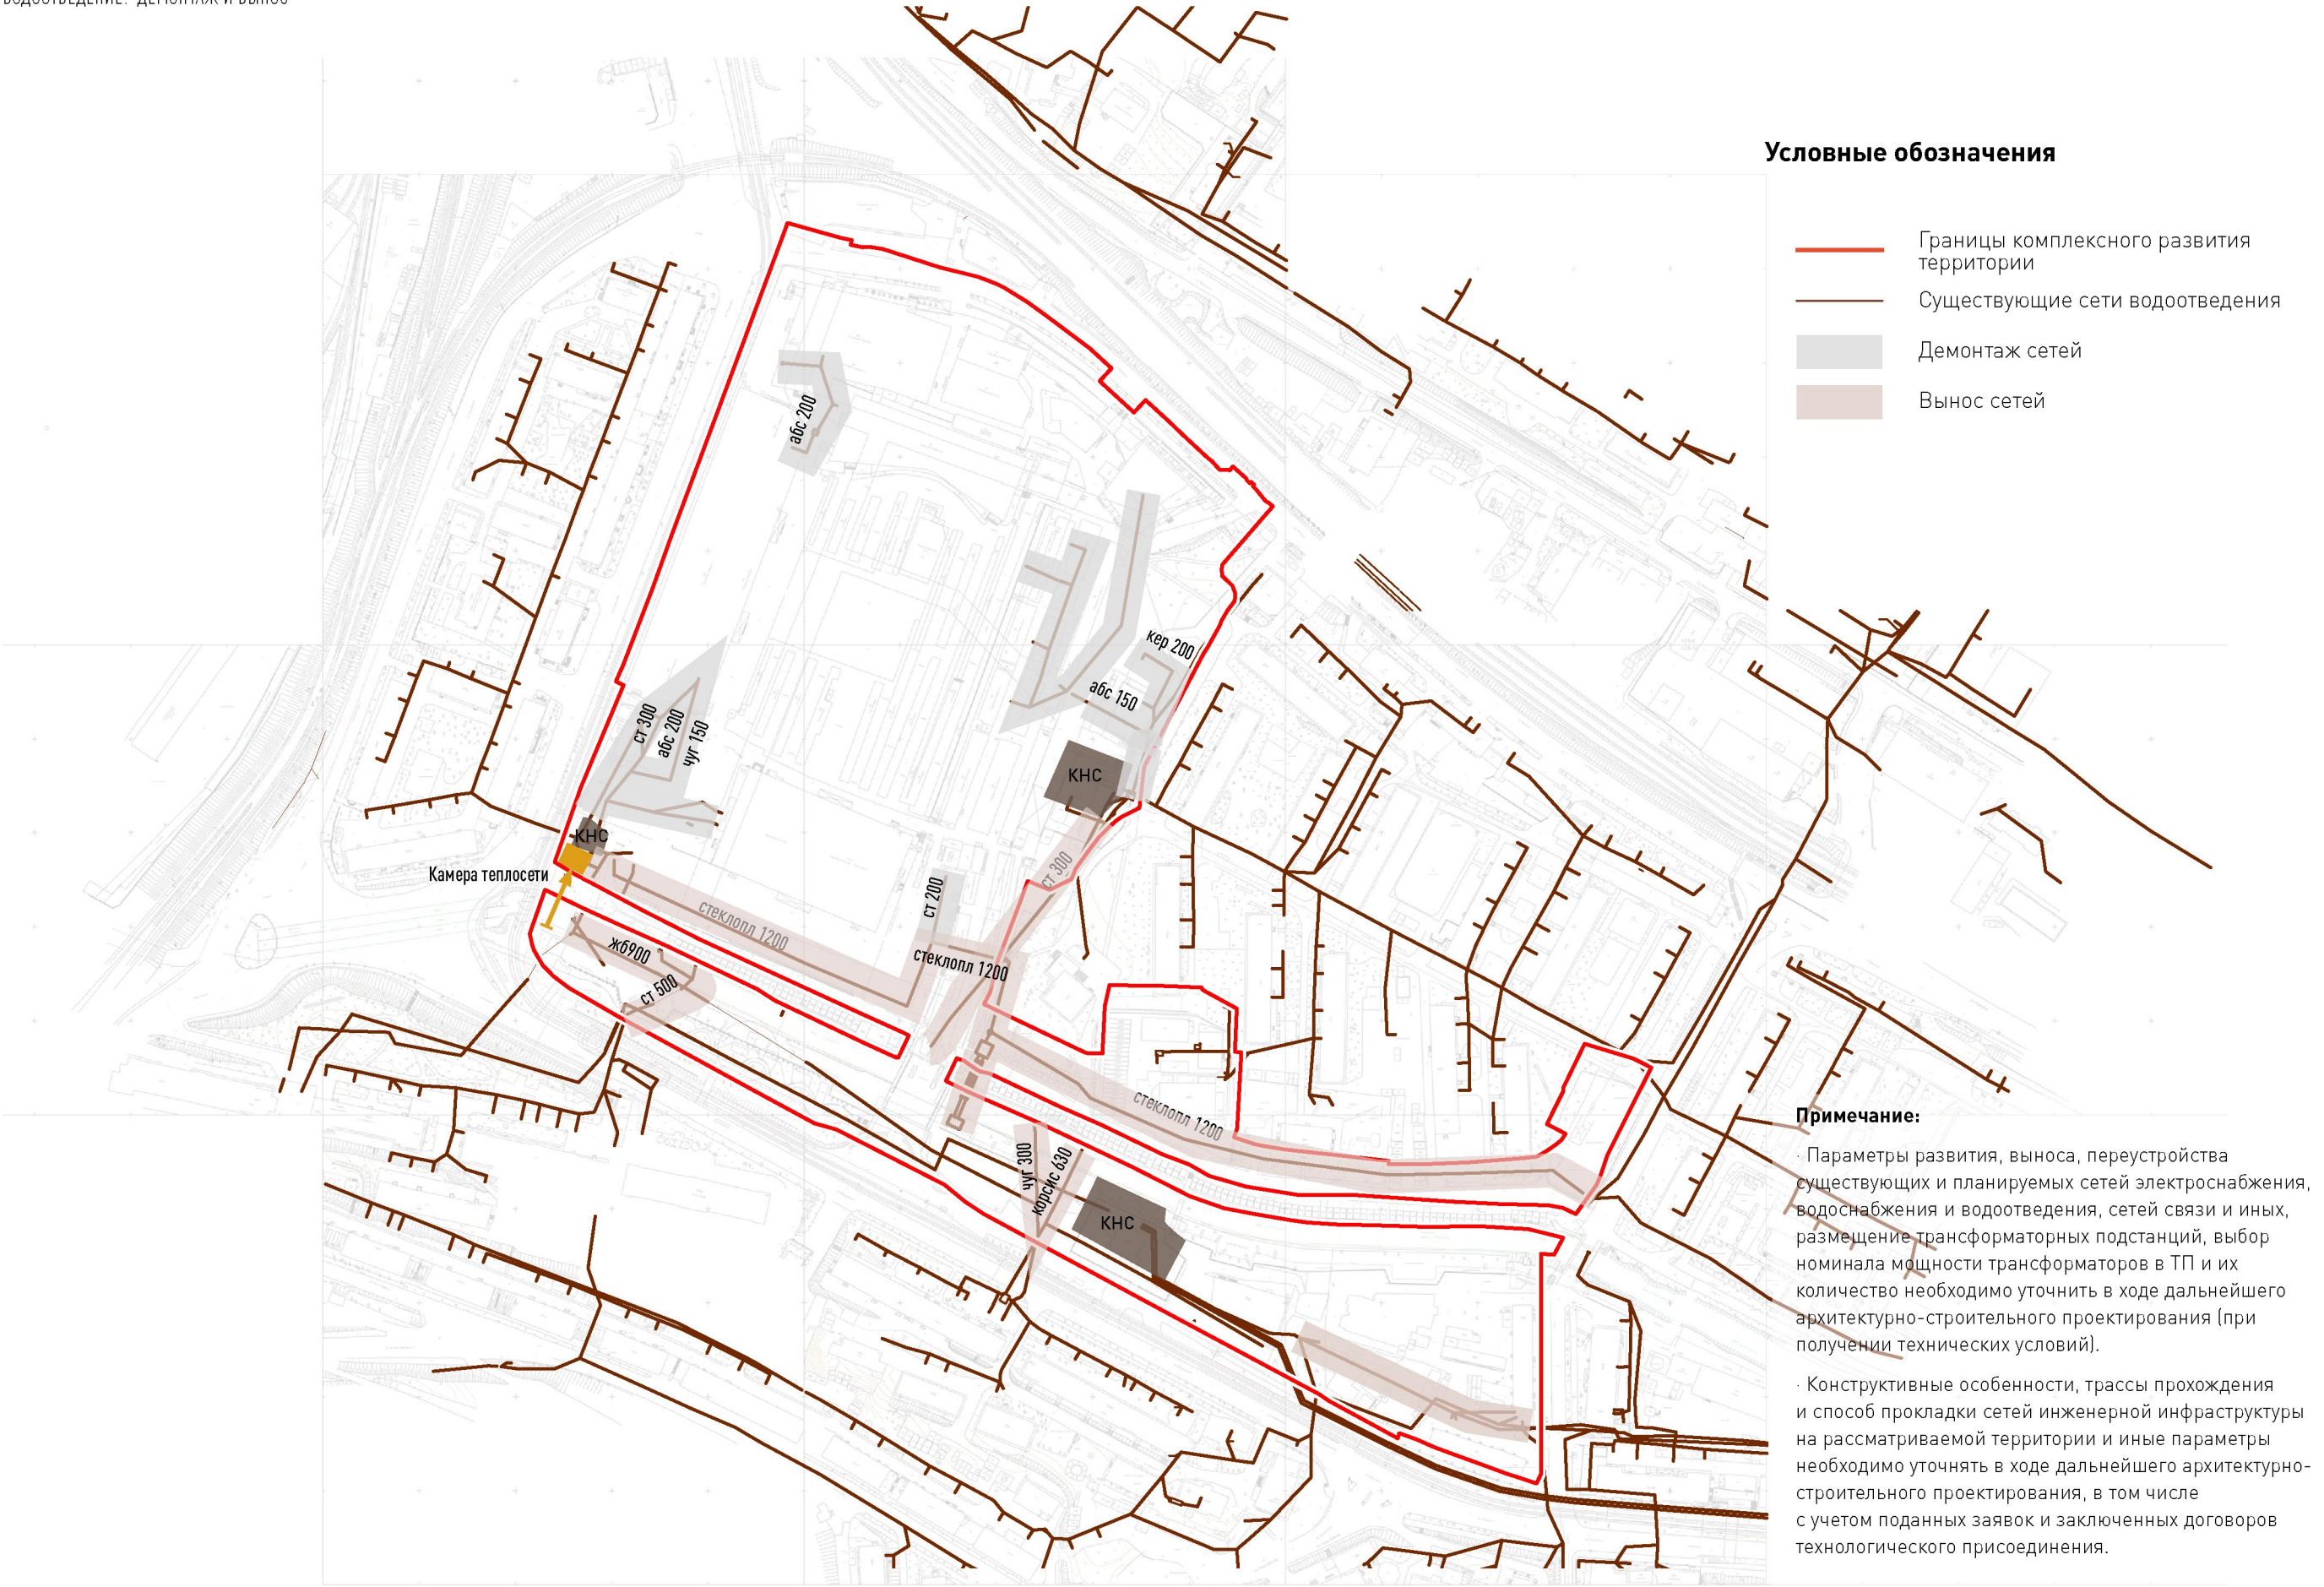 ВОДООТВЕДЕНИЕ. ДЕМОНТАЖ И ВЫНОС
Условные обозначения
Границы комплексного развития
территории
Существующие сети водоотведения
Демонтаж сетей
Вынос сетей
абс 200
кер 200
абс 150
ст 300
абс 200
чуг 150
КНС
КНС
Камера теплосети
ст 300
ст 200
стеклопл 1200
жб900
стеклопл 1200
ст 500
стеклопл 1200
чуг 300
корсис 630
КНС
Примечание:
· Параметры развития, выноса, переустройства
существующих и планируемых сетей электроснабжения,
водоснабжения и водоотведения, сетей связи и иных,
размещение трансформаторных подстанций, выбор
номинала мощности трансформаторов в ТП и их
количество необходимо уточнить в ходе дальнейшего
архитектурно-строительного проектирования (при
получении технических условий).
· Конструктивные особенности, трассы прохождения
и способ прокладки сетей инженерной инфраструктуры
на рассматриваемой территории и иные параметры
необходимо уточнять в ходе дальнейшего архитектурно-
строительного проектирования, в том числе
с учетом поданных заявок и заключенных договоров
технологического присоединения.